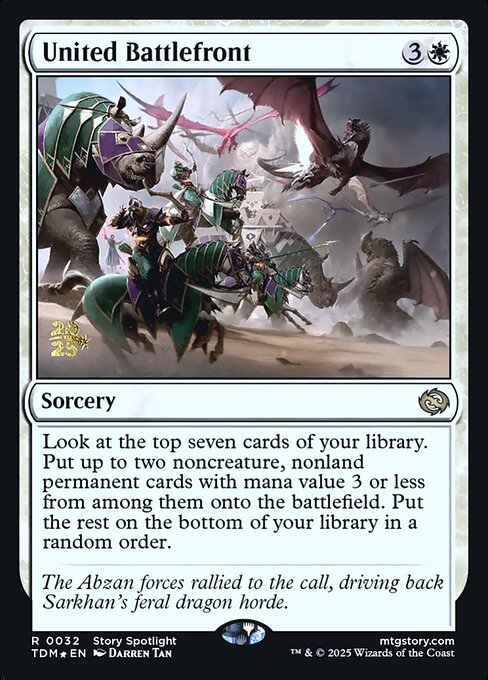 United Battlefront 3
2025
Sorcery
Look at the top seven cards of your library.
Put up to two noncreature, nonland
permanent cards with mana value 3 or less
from among them onto the battlefield. Put
the rest on the bottom of your library in a
random order.
The Abzan forces rallied to the call, driving back
Sarkhan's feral dragon horde.
R 0032 Story Spotlight mtgstory.com
TDM★EN DARREN TAN ™ & © 2025 Wizards of the Coast